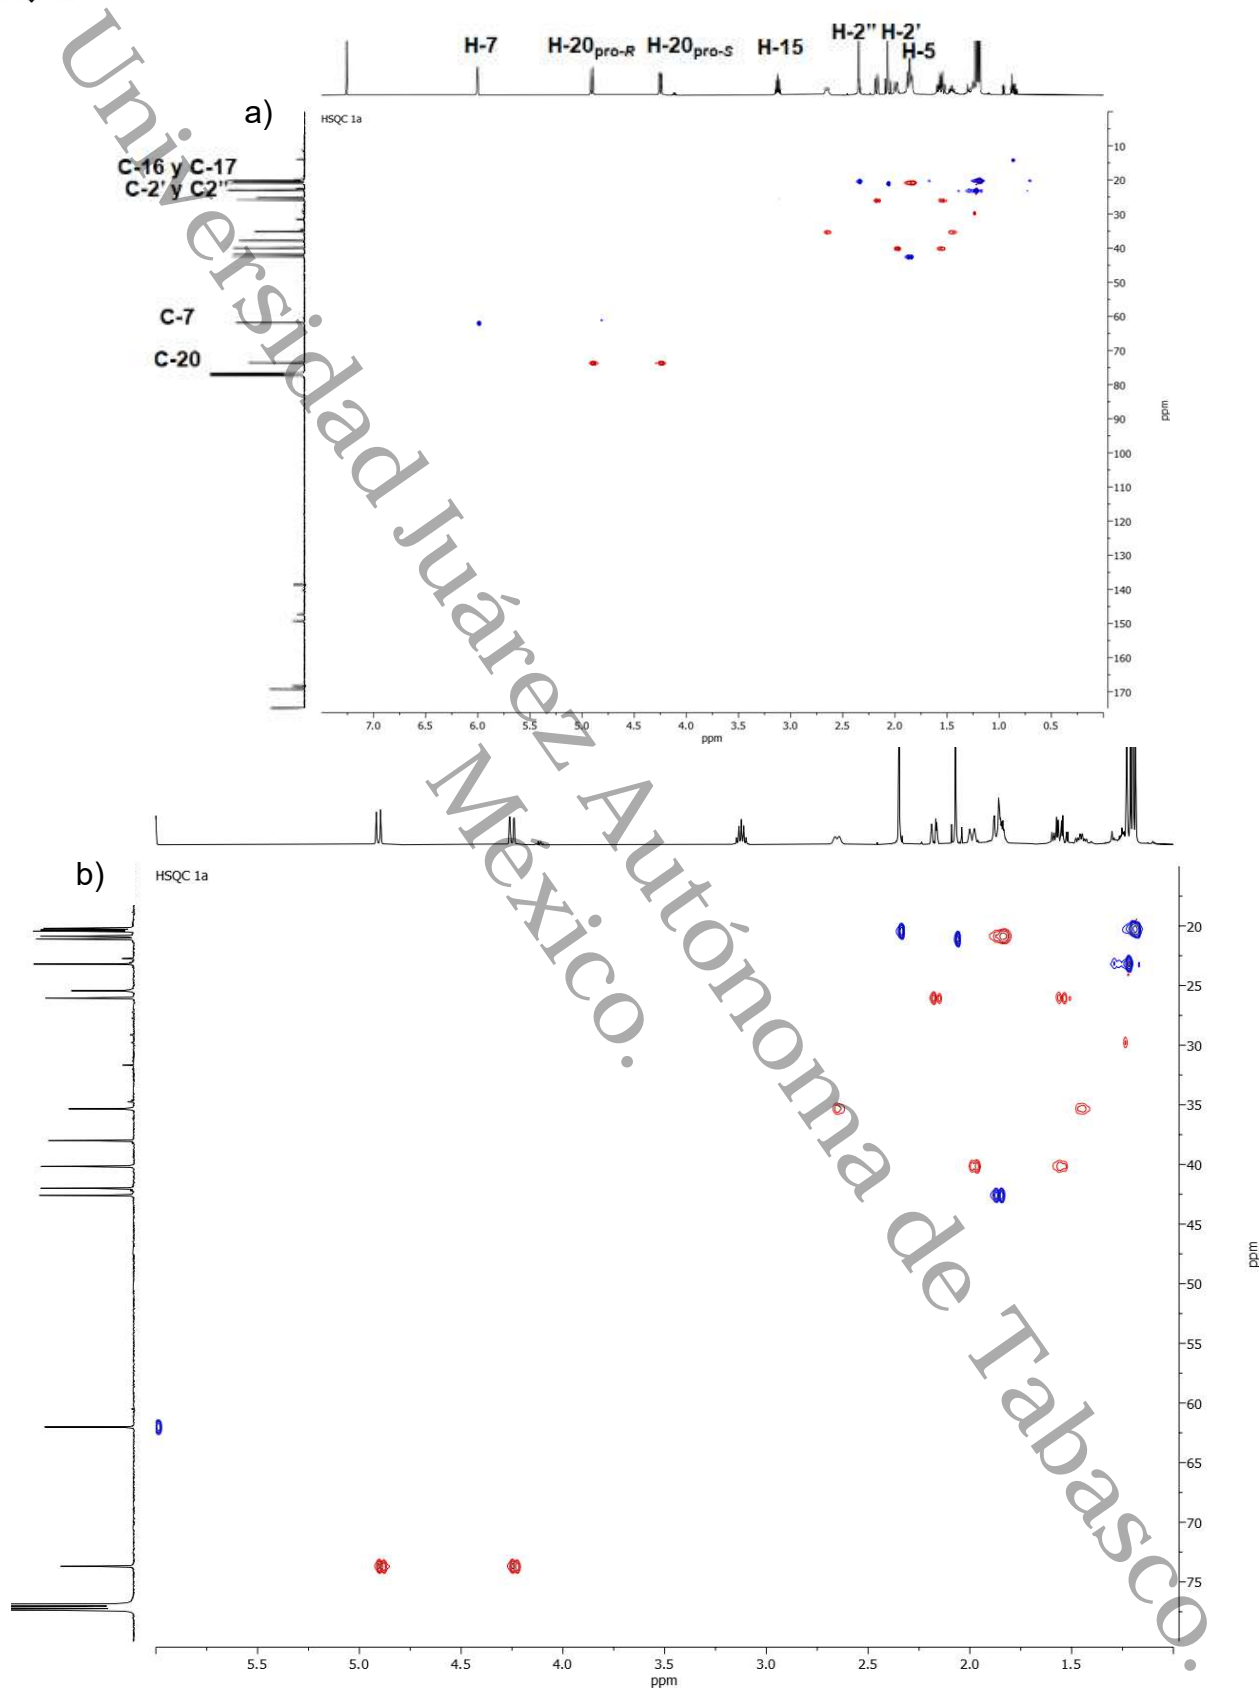 H-2'' H-2'
H-7 H-20pro-R H-20pro-S H-15 H-5
a)
HSQC 1a
C-16 y C-17
C-2' y C2''
C-7
C-20
10
20
30
40
50
60
70
80
90
100
110
120
130
140
150
160
170
ppm
7.0 6.5 6.0 5.5 5.0 4.5 4.0 3.5 3.0 2.5 2.0 1.5 1.0 0.5
ppm
b)
HSQC 1a
20
25
30
35
40
45
50
55
60
65
70
75
ppm
5.5 5.0 4.5 4.0 3.5 3.0 2.5 2.0 1.5
ppm
Universidad Juárez Autónoma de Tabasco.
México.